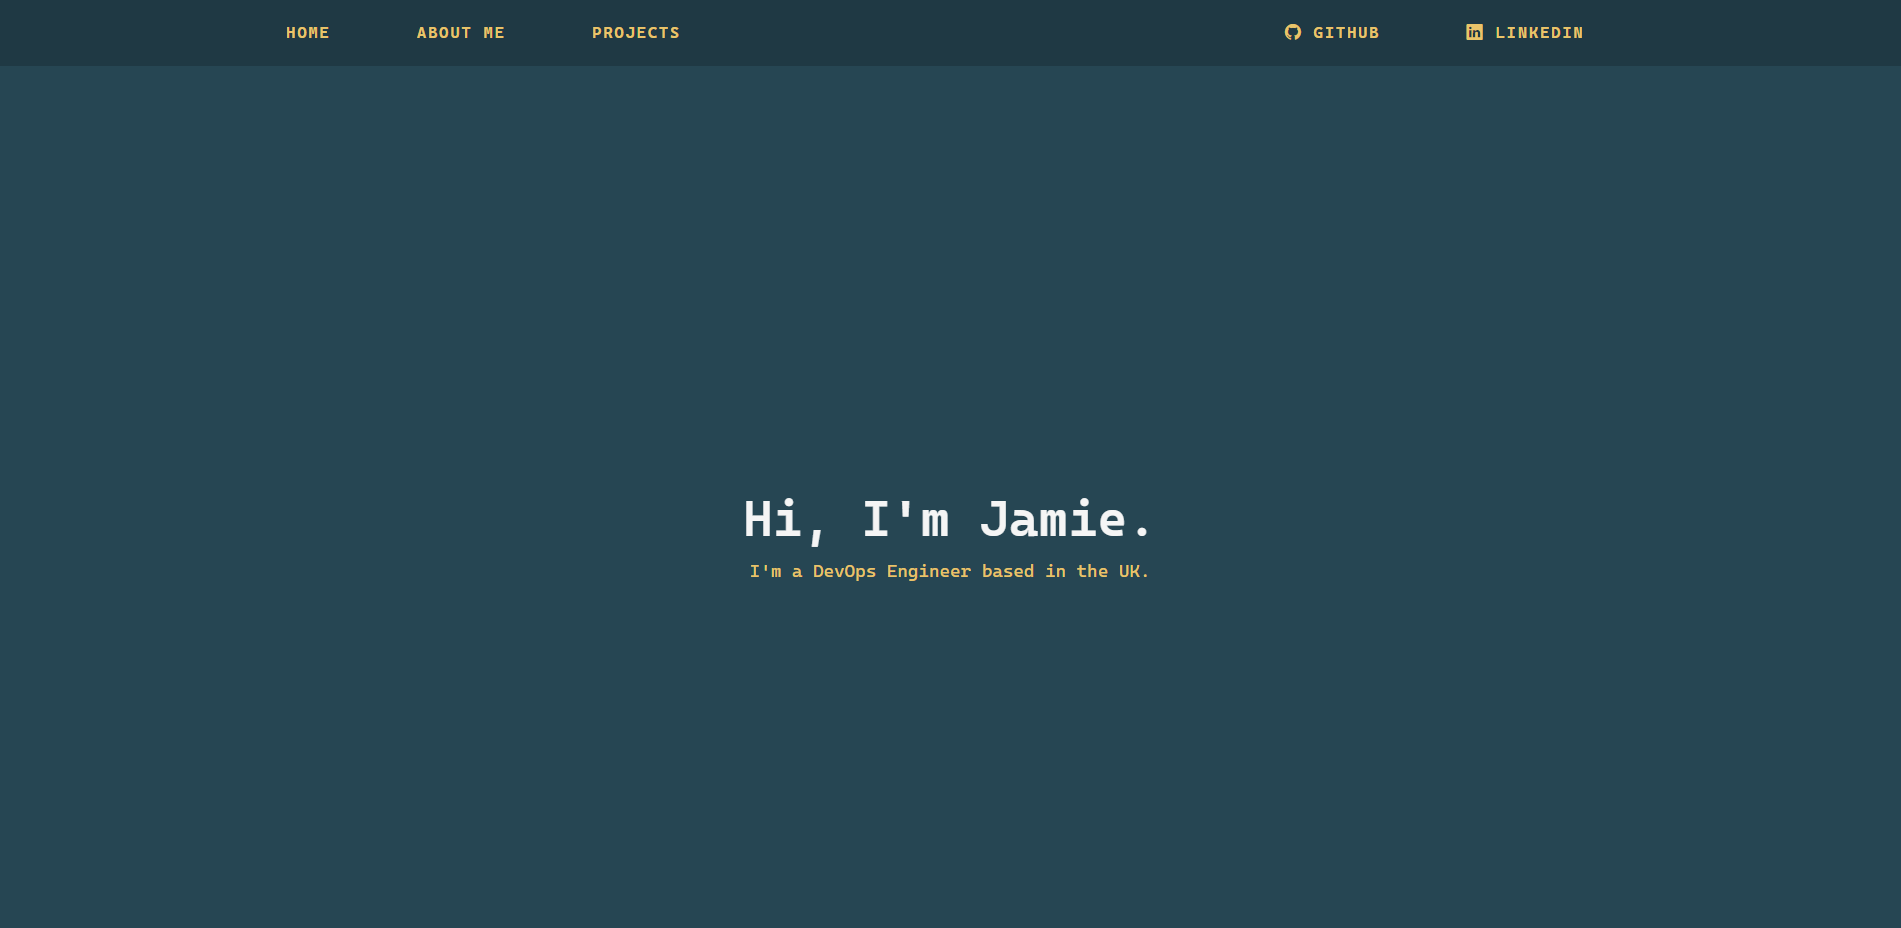 HOME ABOUT ME PROJECTS GITHUB LINKEDIN
Hi, I'm Jamie.
I'm a DevOps Engineer based in the UK.